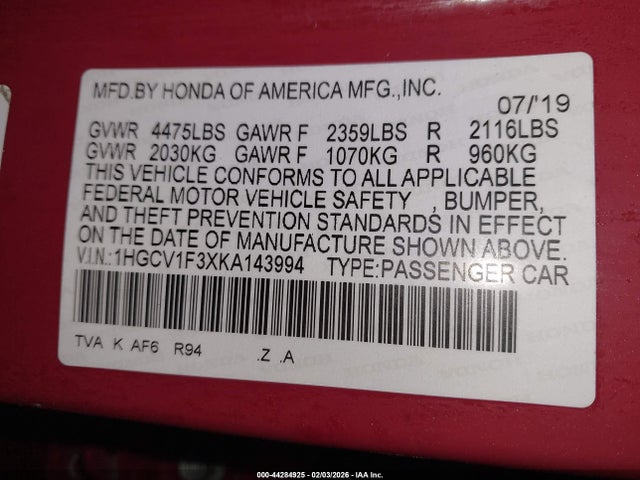 MFD.BY HONDA OF AMERICA MFG.,INC.
07/'19
GVWR 4475LBS GAWR F 2359LBS R 2116LBS
GVWR 2030KG GAWR F 1070KG R 960KG
THIS VEHICLE CONFORMS TO ALL APPLICABLE
FEDERAL MOTOR VEHICLE SAFETY , BUMPER,
AND THEFT PREVENTION STANDARDS IN EFFECT
ON THE DATE OF MANUFACTURE SHOWN ABOVE.
V.I.N.:1HGCV1F3XKA143994 TYPE:PASSENGER CAR
TVA K AF6 R94 .Z .A
000-44284925 - 02/03/2026 - IAA Inc.